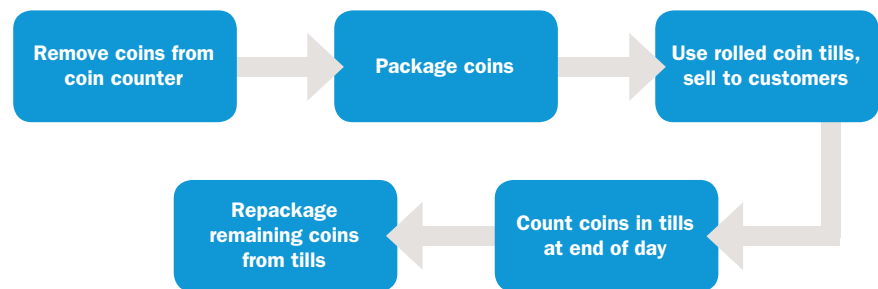 Remove coins from
coin counter
Package coins
Use rolled coin tills,
sell to customers
Count coins in tills
at end of day
Repackage
remaining coins
from tills